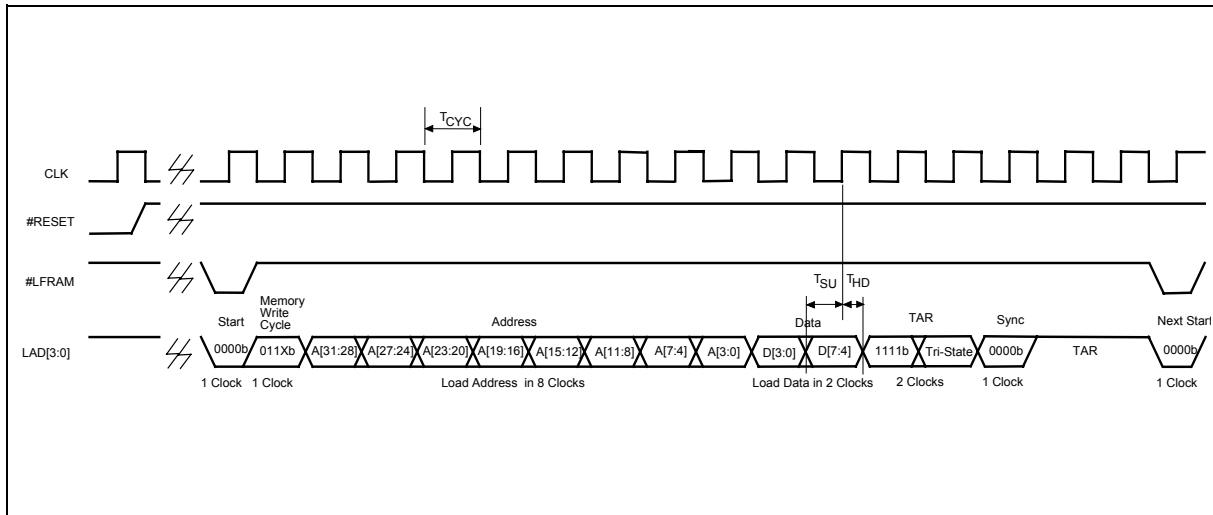 TCYC
CLK
#RESET
#LFRAM
TSU THD
Memory
Write
Cycle
Start Address Data TAR Sync Next Start
LAD[3:0] 0000b 011Xb A[31:28] A[27:24] A[23:20] A[19:16] A[15:12] A[11:8] A[7:4] A[3:0] D[3:0] D[7:4] 1111b Tri-State 0000b TAR 0000b
1 Clock 1 Clock Load Address in 8 Clocks Load Data in 2 Clocks 2 Clocks 1 Clock 1 Clock